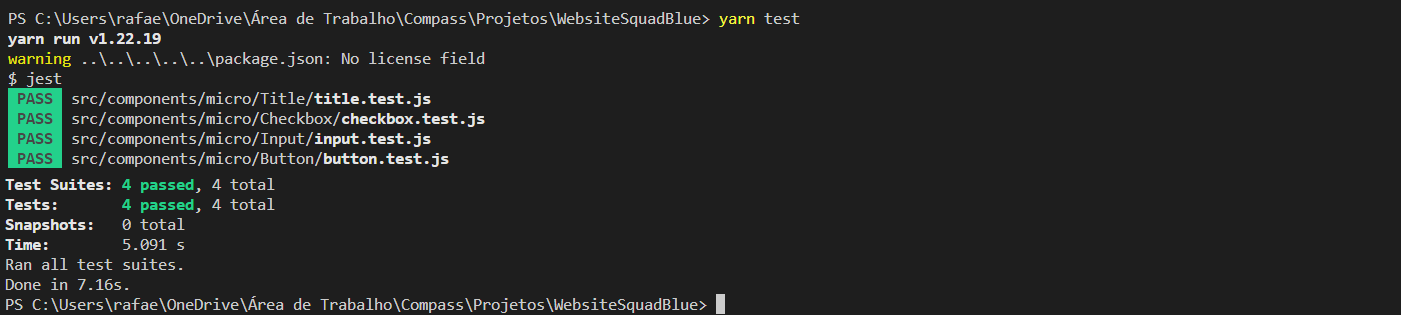 PS C:\Users\rafae\OneDrive\Área de Trabalho\Compass\Projetos\WebsiteSquadBlue> yarn test
yarn run v1.22.19
warning ..\..\..\..\..\package.json: No license field
$ jest
PASS src/components/micro/Title/title.test.js
PASS src/components/micro/Checkbox/checkbox.test.js
PASS src/components/micro/Input/input.test.js
PASS src/components/micro/Button/button.test.js
Test Suites: 4 passed, 4 total
Tests: 4 passed, 4 total
Snapshots: 0 total
Time: 5.091 s
Ran all test suites.
Done in 7.16s.
PS C:\Users\rafae\OneDrive\Área de Trabalho\Compass\Projetos\WebsiteSquadBlue>